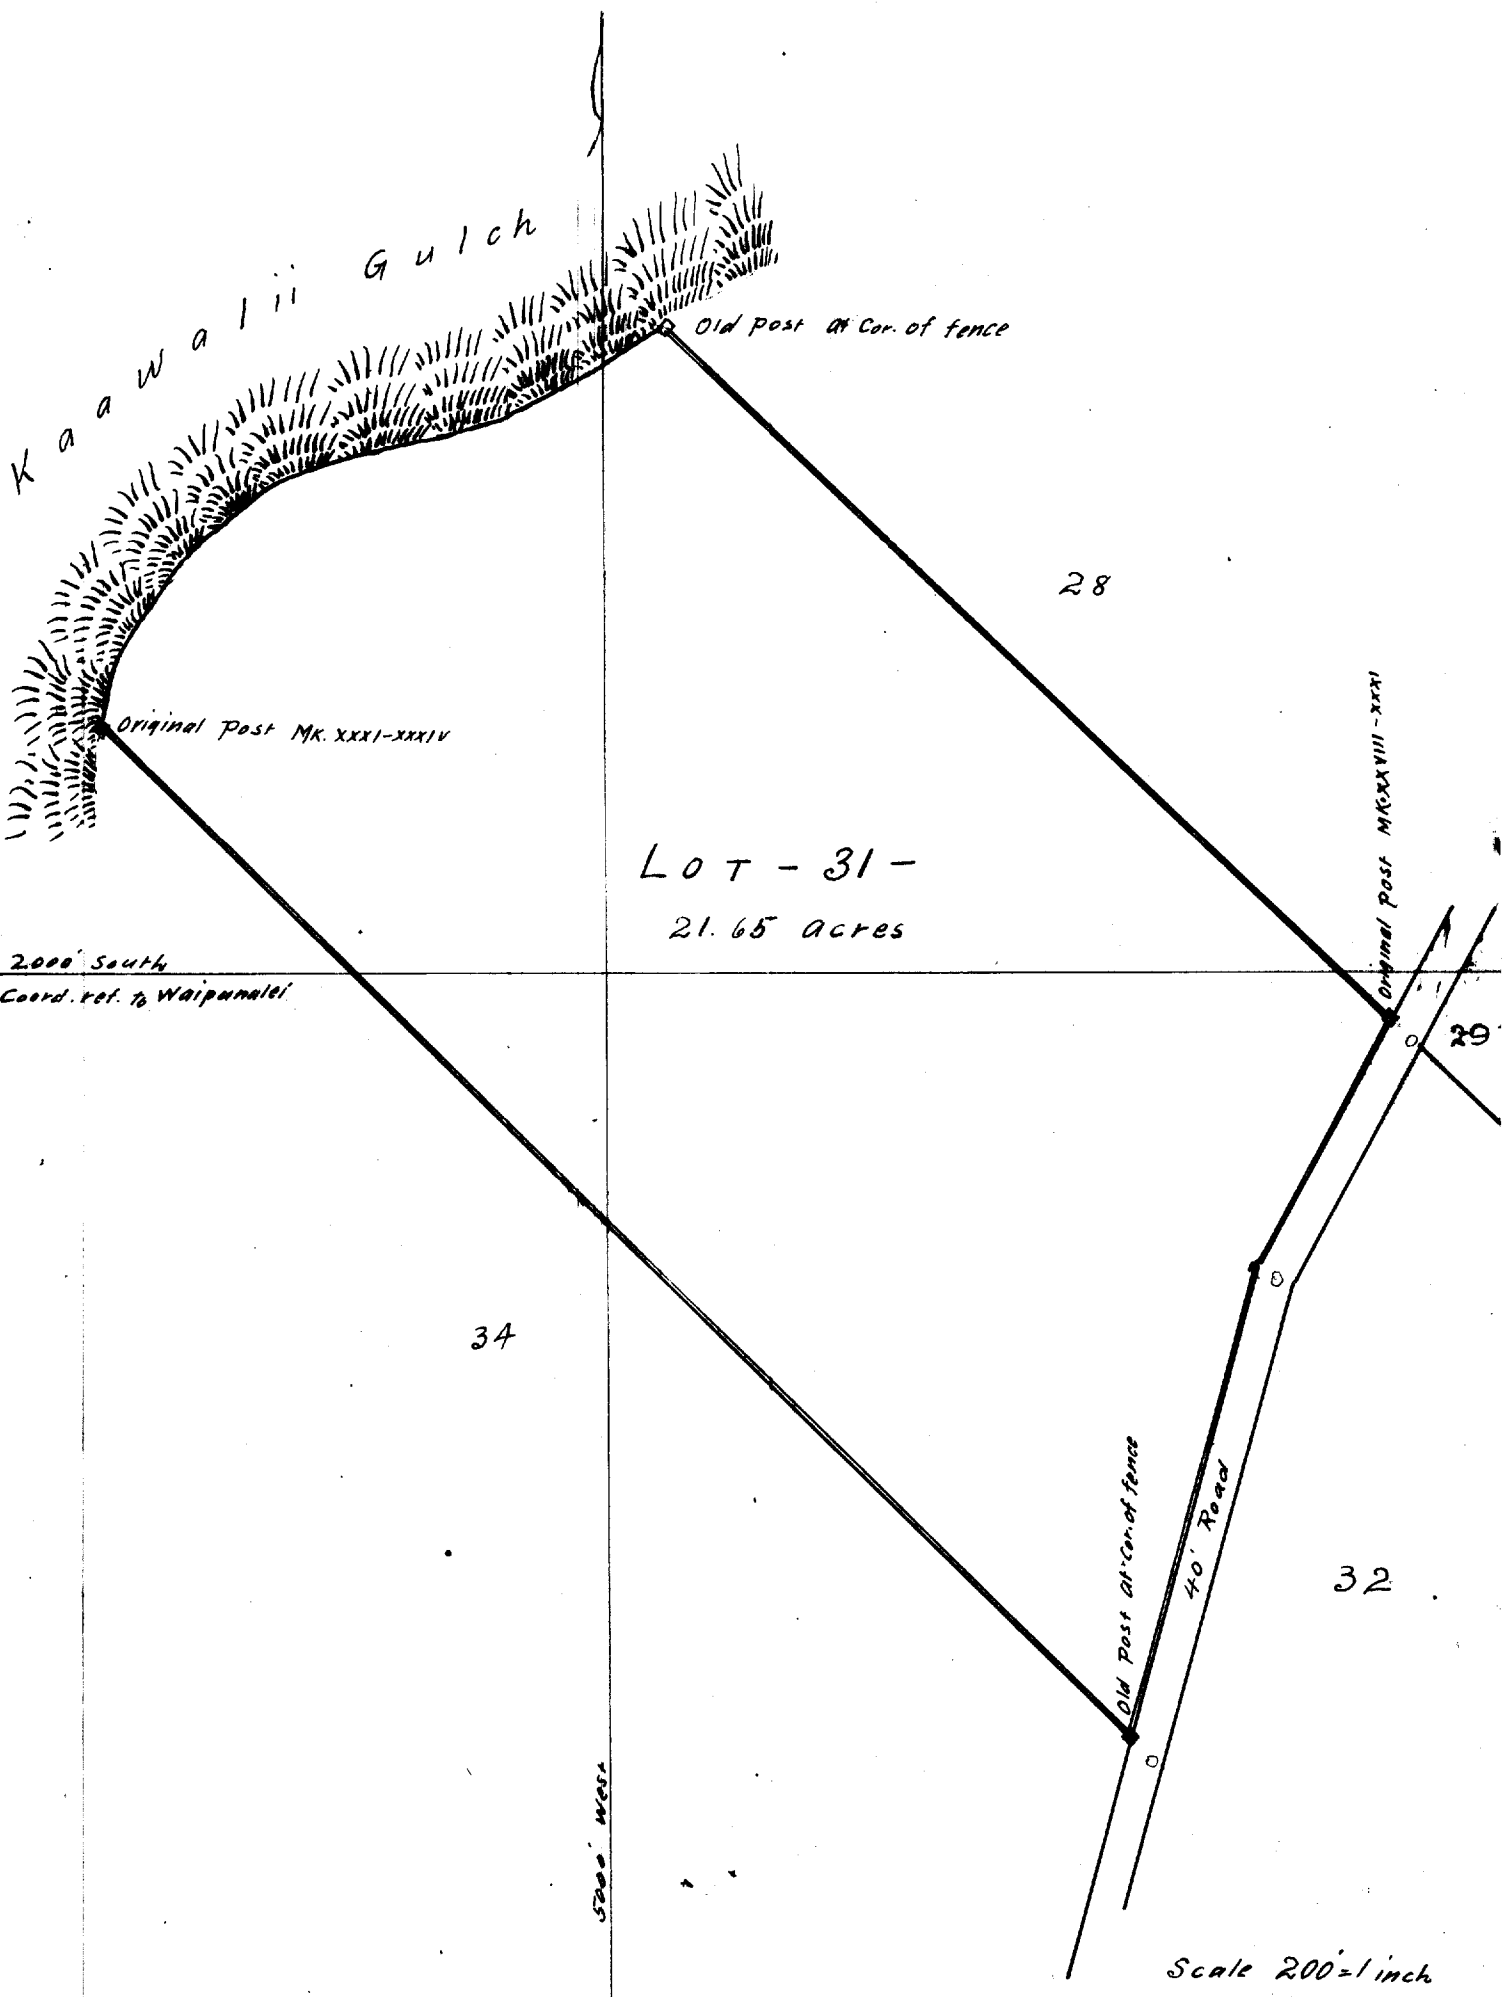 Kaawalii Gulch
Old Post at Cor. of fence
28
Original Post MK. XXXI-XXXIV
Original Post MK. XXVIII-XXXI
LOT - 31 -
21.65 acres
2000' South
Coord. ref. to Waipunalei
29
34
Old Post at Cor. of fence
40' Road
32
5000' West
Scale 200'=1 inch